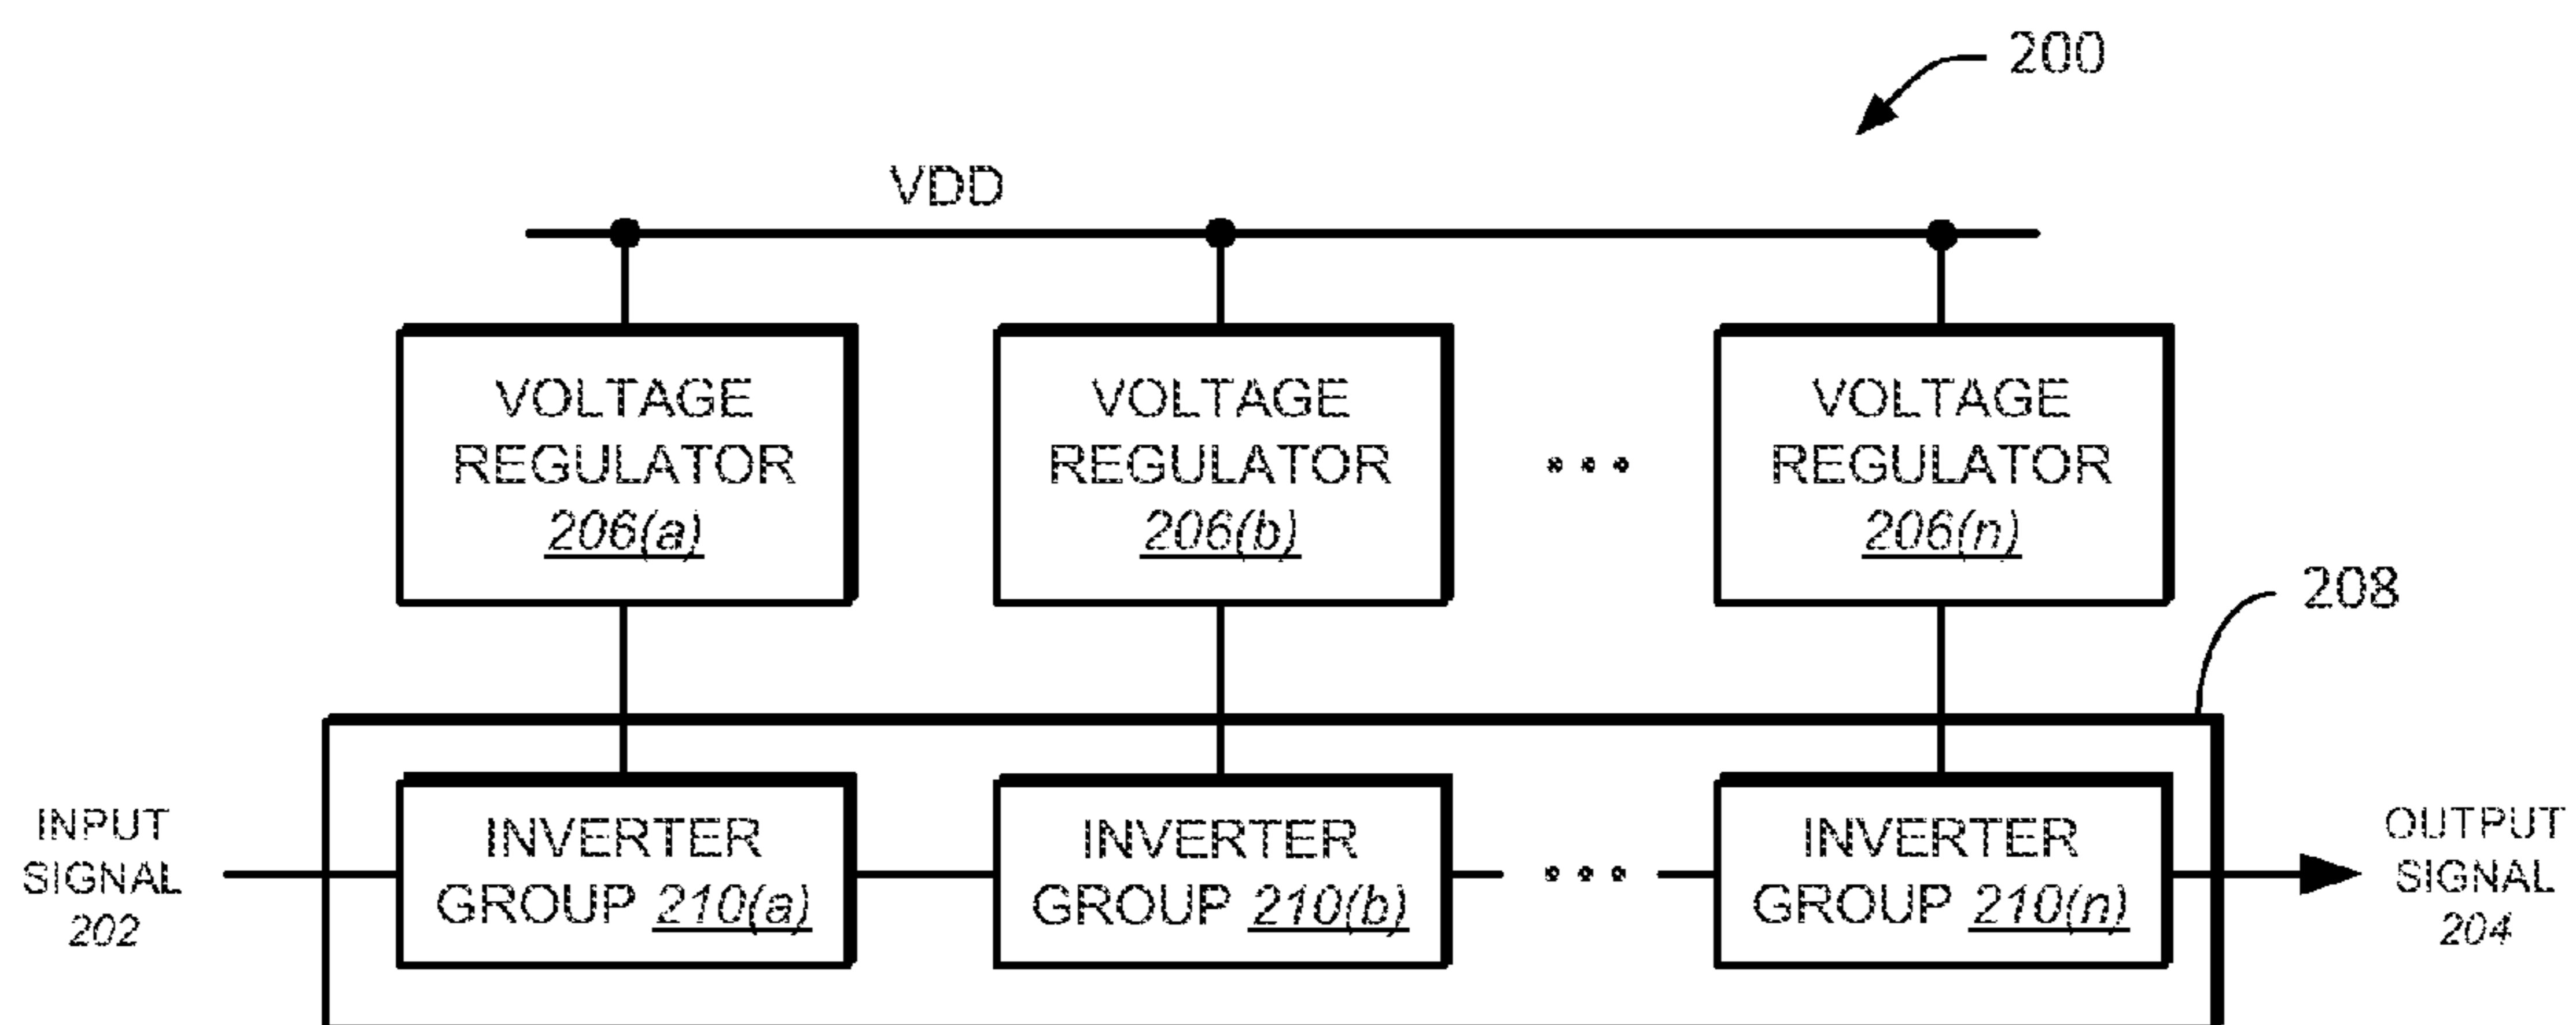 200
VDD
VOLTAGE
REGULATOR
206(a)
VOLTAGE
REGULATOR
206(b)
VOLTAGE
REGULATOR
206(n)
208
INPUT
SIGNAL
202
INVERTER
GROUP 210(a)
INVERTER
GROUP 210(b)
INVERTER
GROUP 210(n)
OUTPUT
SIGNAL
204